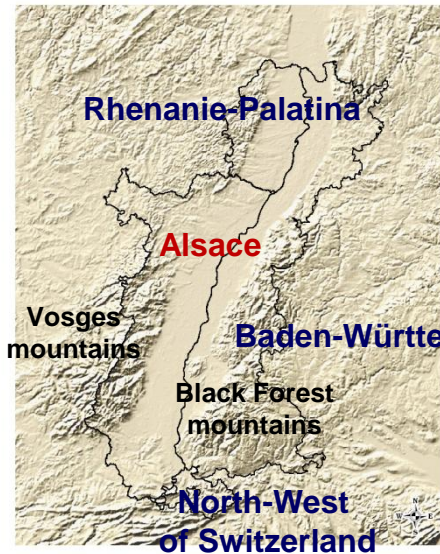 Rhenanie-Palatina
Alsace
Vosges
mountains
Baden-Württe
Black Forest
mountains
North-West
of Switzerland
N
W E
S